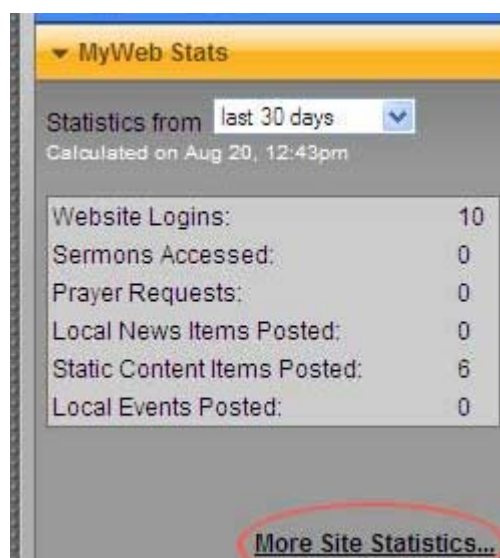 MyWeb Stats
Statistics from last 30 days
Calculated on Aug 20, 12:43pm
Website Logins: 10
Sermons Accessed: 0
Prayer Requests: 0
Local News Items Posted: 0
Static Content Items Posted: 6
Local Events Posted: 0
More Site Statistics...